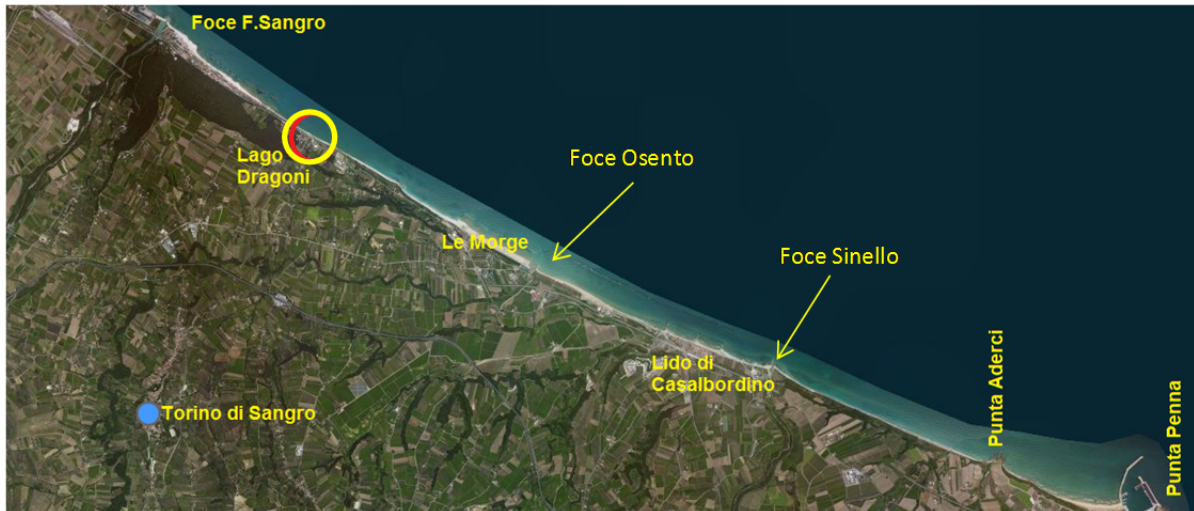 Foce F.Sangro
Lago
Dragoni
Foce Osento
Le Morge
Foce Sinello
Lido di
Casalbordino
Torino di Sangro
Punta Aderci
Punta Penna